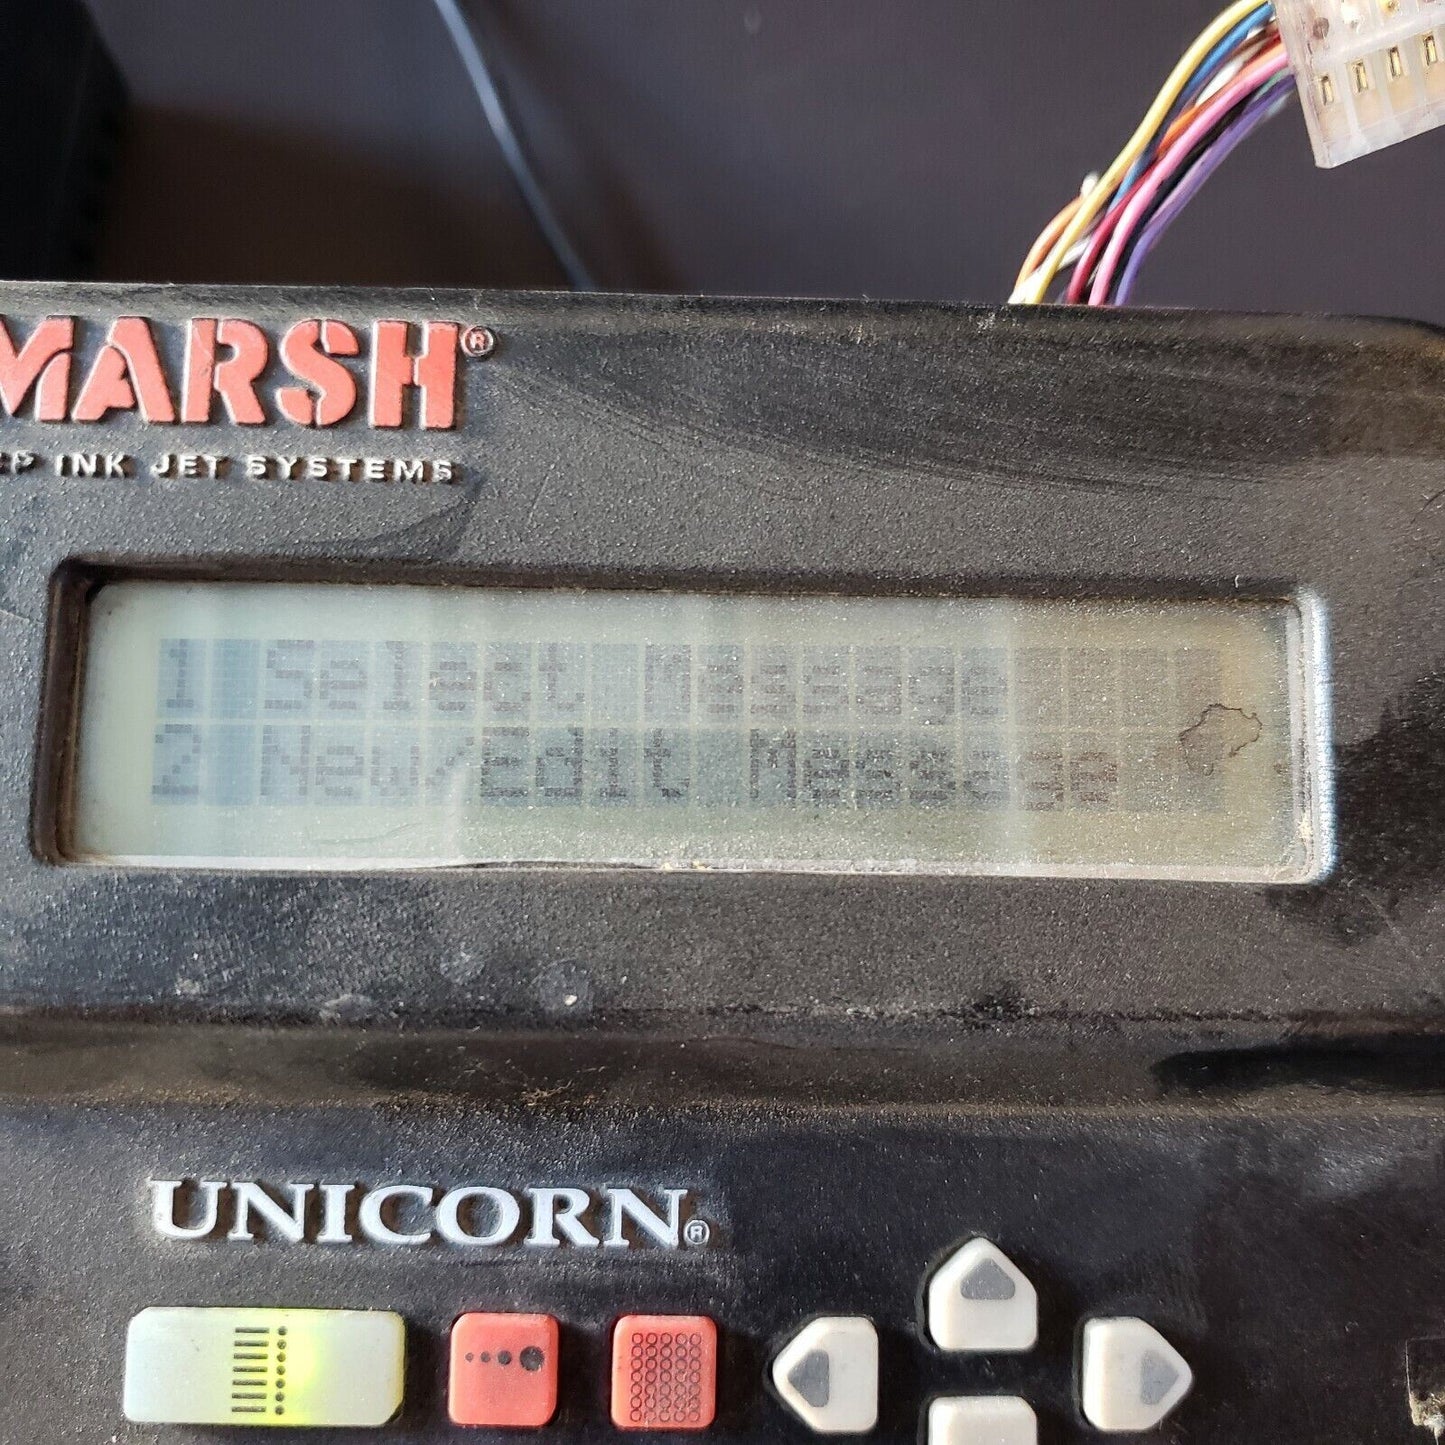 MARSH®
INK JET SYSTEMS
1 Select Message
2 New/Edit Message
UNICORN®